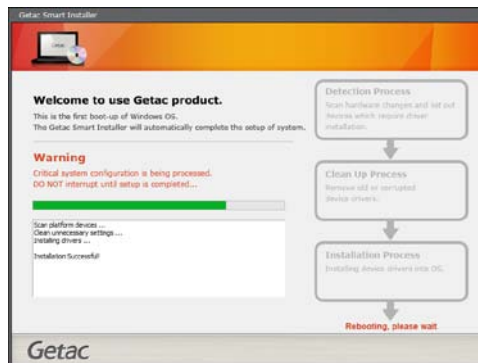 Getac Smart Installer
Getac
Welcome to use Getac product.
This is the first boot-up of Windows OS.
The Getac Smart Installer will automatically complete the setup of system.
Warning
Critical system configuration is being processed.
DO NOT interrupt until setup is completed...
Scan platform devices ...
Clean unnecessary settings ...
Installing drivers ...
Installation Successful!
Detection Process
Scan hardware changes and list out
devices which require driver
installation.
Clean Up Process
Remove old or corrupted
device drivers.
Installation Process
Installing device drivers into OS.
Rebooting, please wait
Getac